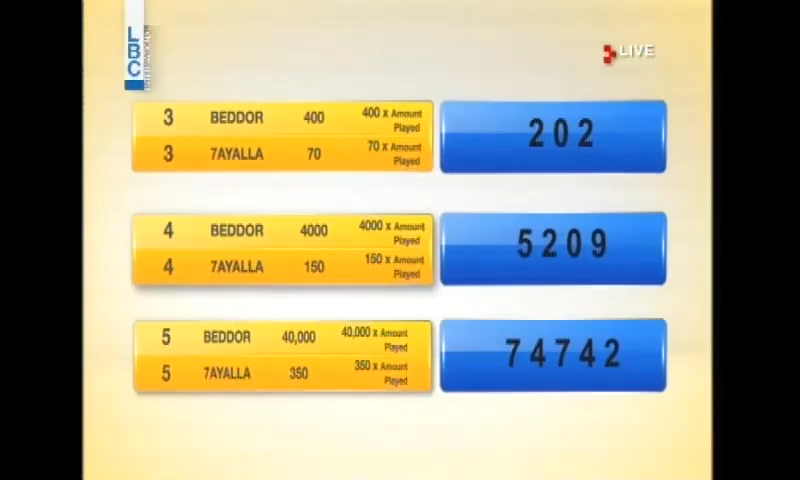 LBC
INTERNATIONAL
LIVE
3 BEDDOR 400 400 x Amount
Played
3 7AYALLA 70 70 x Amount
Played
202
4 BEDDOR 4000 4000 x Amount
Played
4 7AYALLA 150 150 x Amount
Played
5209
5 BEDDOR 40,000 40,000 x Amount
Played
5 7AYALLA 350 350 x Amount
Played
74742